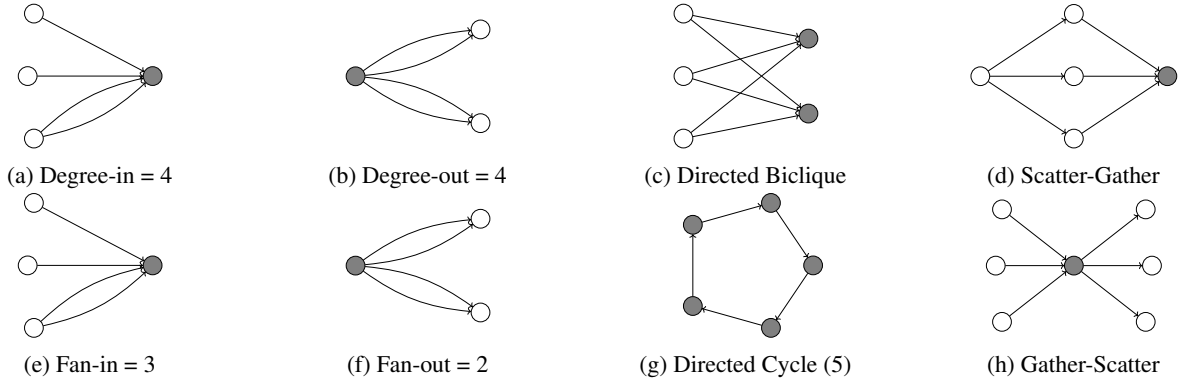 (a) Degree-in = 4
(b) Degree-out = 4
(c) Directed Biclique
(d) Scatter-Gather
(e) Fan-in = 3
(f) Fan-out = 2
(g) Directed Cycle (5)
(h) Gather-Scatter